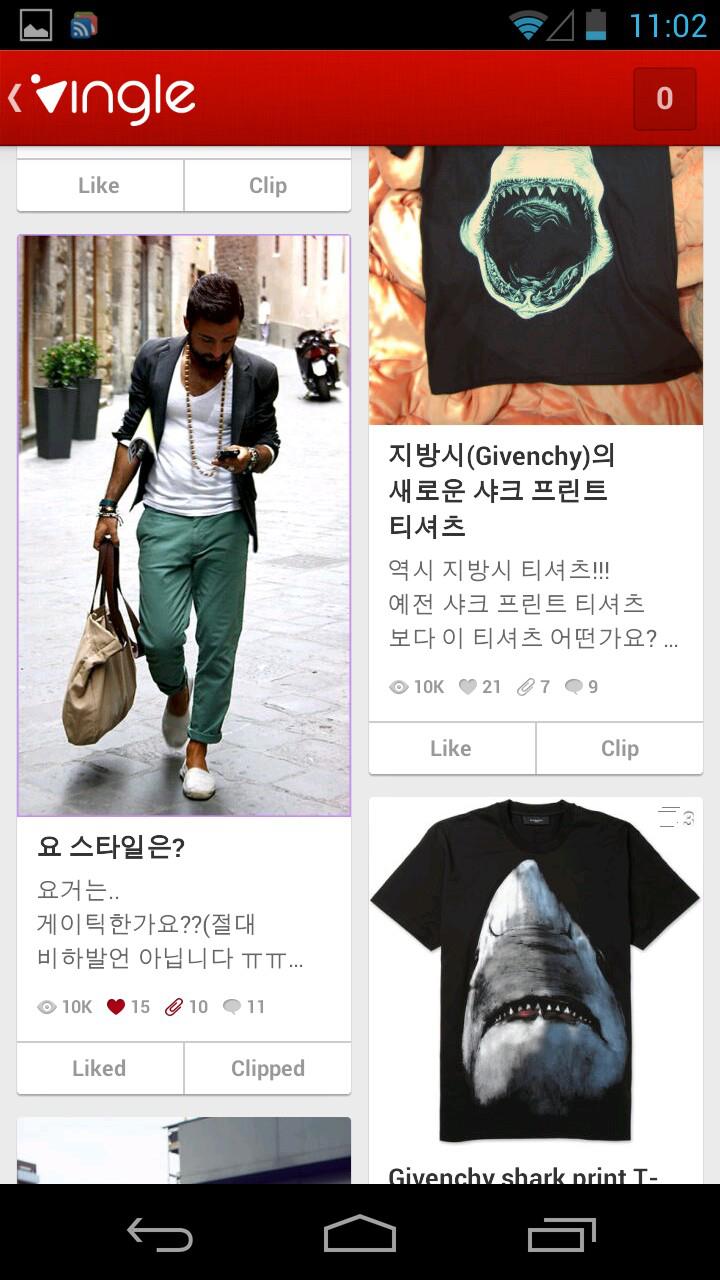 11:02
vingle
0
Like Clip
요 스타일은?
요거는..
게이틱한가요??(절대
비하발언 아닙니다 ㅠㅠ...
10K 15 10 11
Liked Clipped
지방시(Givenchy)의
새로운 샤크 프린트
티셔츠
역시 지방시 티셔츠!!!
예전 샤크 프린트 티셔츠
보다 이 티셔츠 어떤가요? ...
10K 21 7 9
Like Clip
3
Givenchy shark print T-